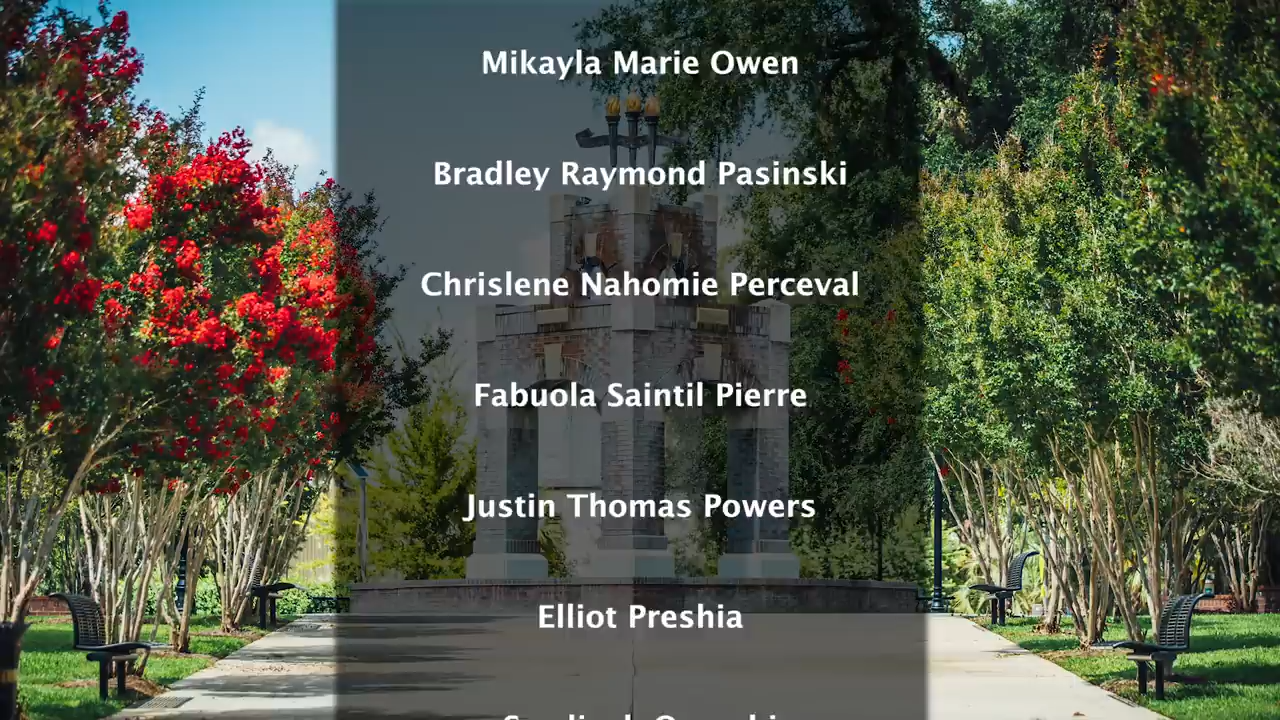 Mikayla Marie Owen
Bradley Raymond Pasinski
Chrislene Nahomie Perceval
Fabuola Saintil Pierre
Justin Thomas Powers
Elliot Preshia